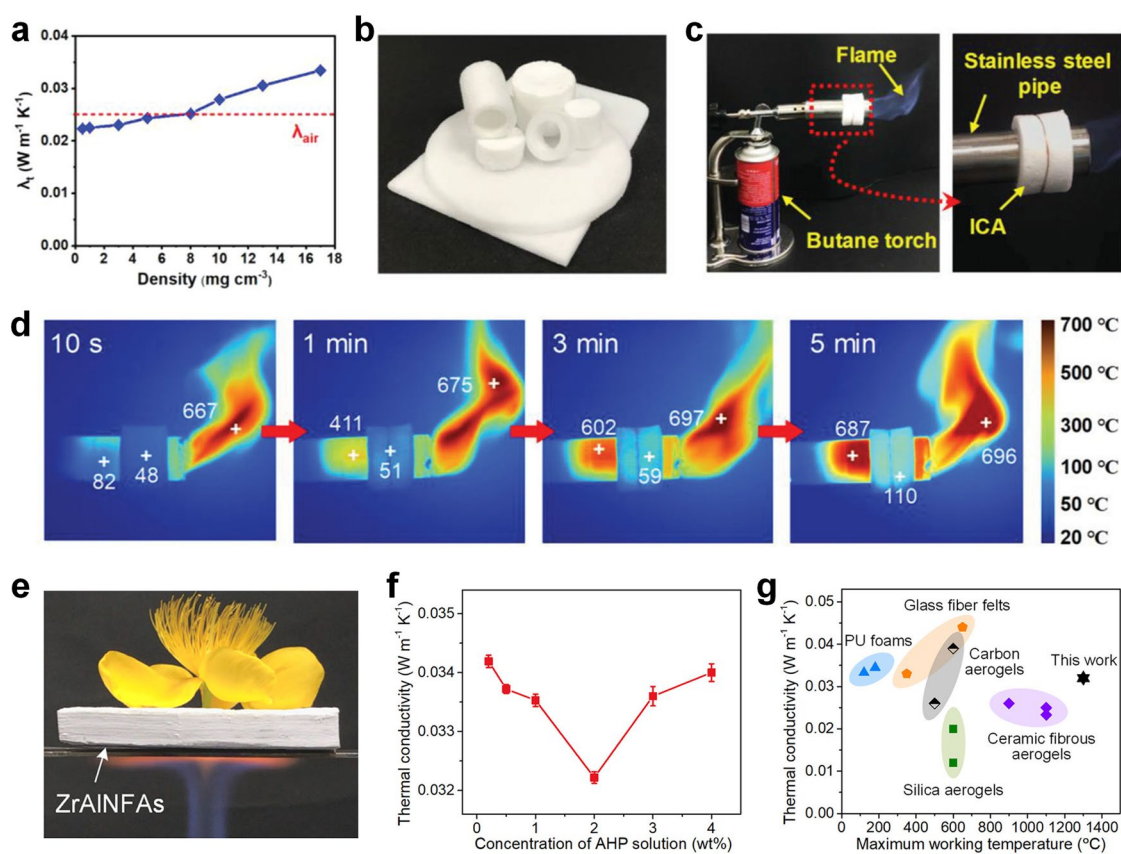 a
0.04
0.03
0.02
0.01
0.00
λt (W m-1 K-1)
λair
0 2 4 6 8 10 12 14 16 18
Density (mg cm-3)
b
c
Flame
Butane torch
Stainless steel
pipe
ICA
d
10 s
667
82
48
1 min
675
411
51
3 min
602
697
59
5 min
687
696
110
700 °C
500 °C
300 °C
100 °C
50 °C
20 °C
e
ZrAlNFAs
f
0.035
0.034
0.033
0.032
Thermal conductivity (W m-1 K-1)
0 1 2 3 4
Concentration of AHP solution (wt%)
g
0.05
0.04
0.03
0.02
0.01
0.00
Thermal conductivity (W m-1 K-1)
Glass fiber felts
PU foams
Carbon
aerogels
This work
Ceramic fibrous
aerogels
Silica aerogels
0 200 400 600 800 1000 1200 1400
Maximum working temperature (°C)